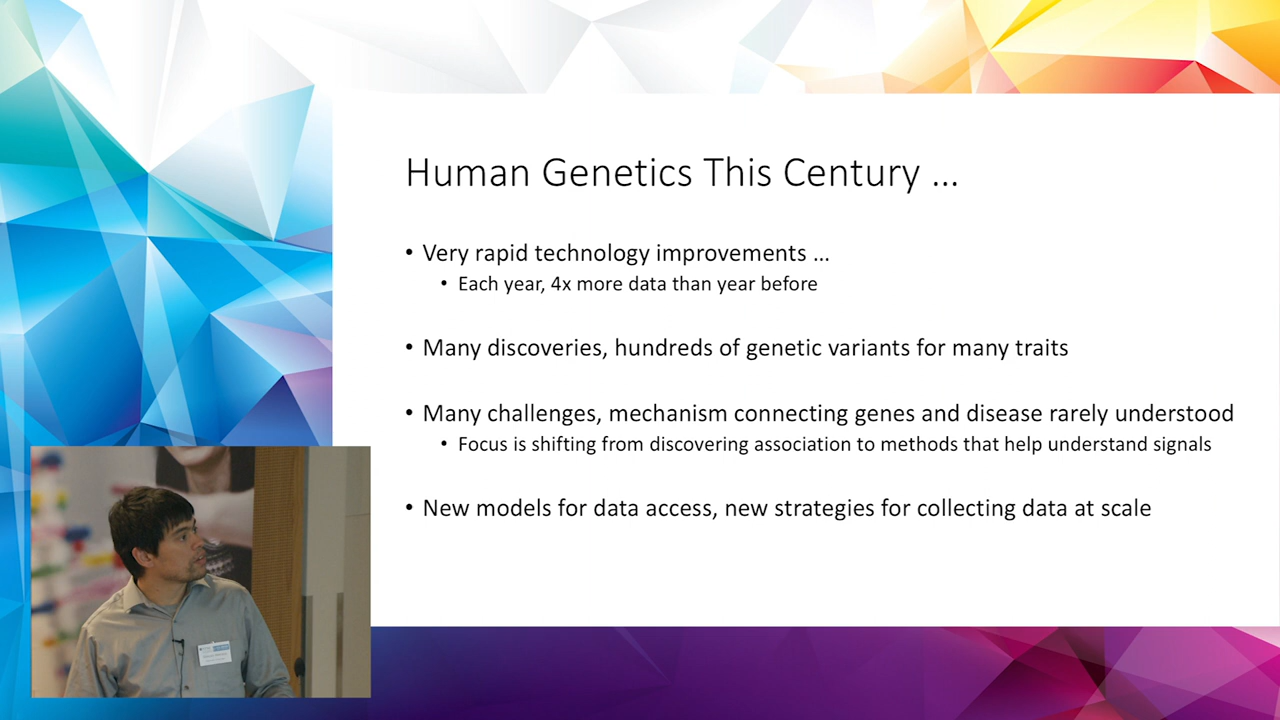 Human Genetics This Century ...
• Very rapid technology improvements ...
• Each year, 4x more data than year before
• Many discoveries, hundreds of genetic variants for many traits
• Many challenges, mechanism connecting genes and disease rarely understood
• Focus is shifting from discovering association to methods that help understand signals
• New models for data access, new strategies for collecting data at scale